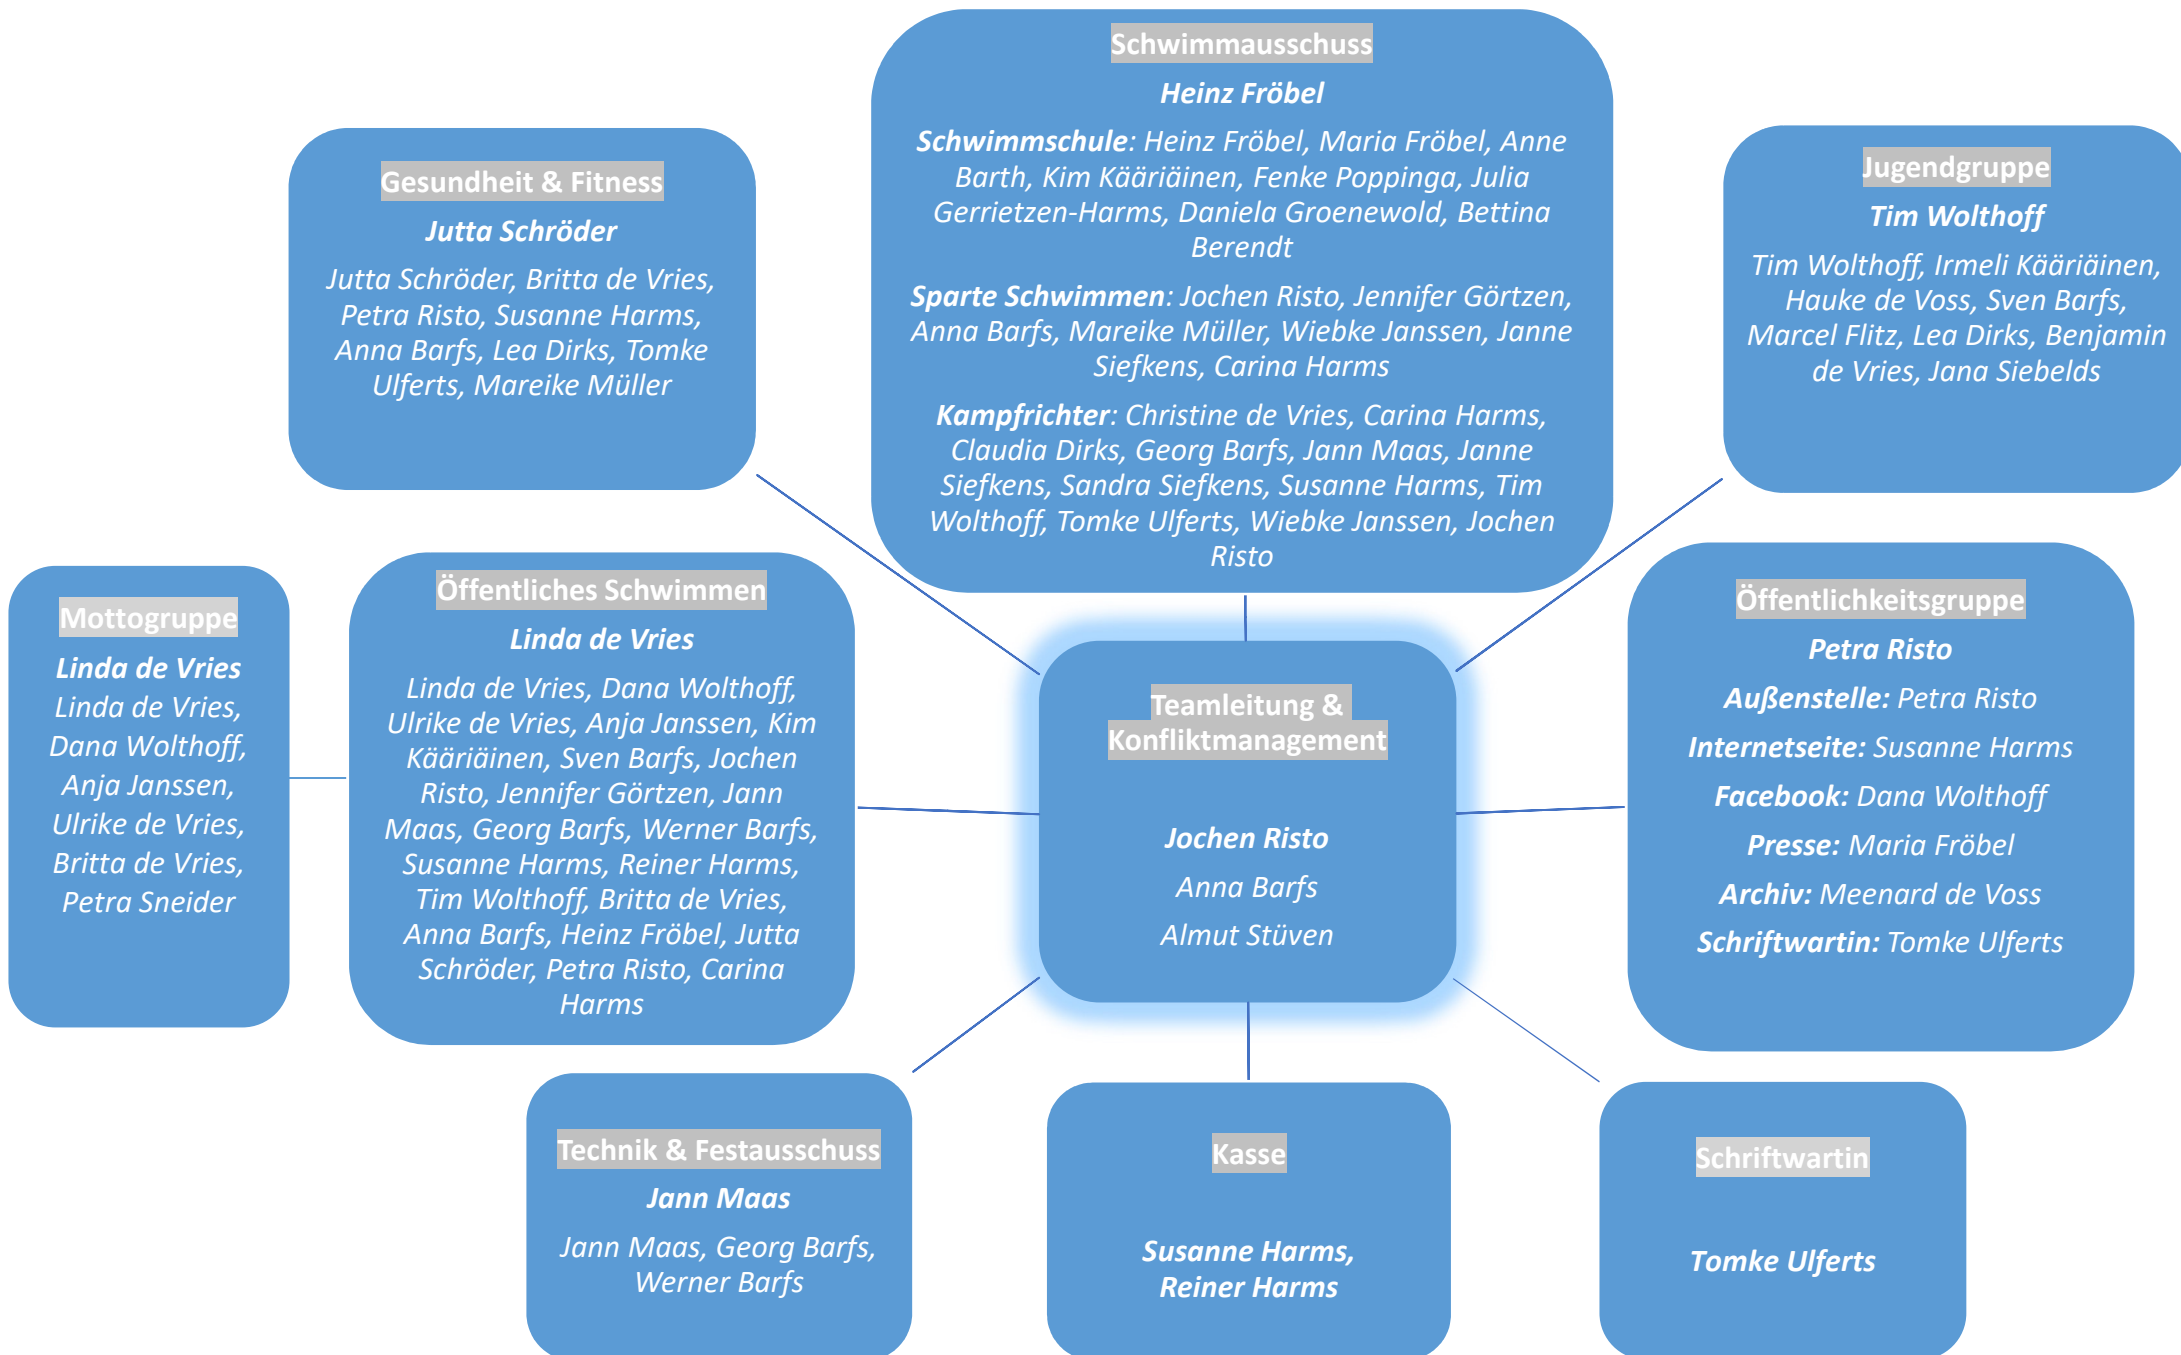 Schwimmausschuss
Heinz Fröbel
Schwimmschule: Heinz Fröbel, Maria Fröbel, Anne
Barth, Kim Kääriäinen, Fenke Poppinga, Julia
Gerrietzen-Harms, Daniela Groenewold, Bettina
Berendt
Sparte Schwimmen: Jochen Risto, Jennifer Görtzen,
Anna Barfs, Mareike Müller, Wiebke Janssen, Janne
Siefkens, Carina Harms
Kampfrichter: Christine de Vries, Carina Harms,
Claudia Dirks, Georg Barfs, Jann Maas, Janne
Siefkens, Sandra Siefkens, Susanne Harms, Tim
Wolthoff, Tomke Ulferts, Wiebke Janssen, Jochen
Risto
Gesundheit & Fitness
Jutta Schröder
Jutta Schröder, Britta de Vries,
Petra Risto, Susanne Harms,
Anna Barfs, Lea Dirks, Tomke
Ulferts, Mareike Müller
Jugendgruppe
Tim Wolthoff
Tim Wolthoff, Irmeli Kääriäinen,
Hauke de Voss, Sven Barfs,
Marcel Flitz, Lea Dirks, Benjamin
de Vries, Jana Siebelds
Mottogruppe
Linda de Vries
Linda de Vries,
Dana Wolthoff,
Anja Janssen,
Ulrike de Vries,
Britta de Vries,
Petra Sneider
Öffentliches Schwimmen
Linda de Vries
Linda de Vries, Dana Wolthoff,
Ulrike de Vries, Anja Janssen, Kim
Kääriäinen, Sven Barfs, Jochen
Risto, Jennifer Görtzen, Jann
Maas, Georg Barfs, Werner Barfs,
Susanne Harms, Reiner Harms,
Tim Wolthoff, Britta de Vries,
Anna Barfs, Heinz Fröbel, Jutta
Schröder, Petra Risto, Carina
Harms
Teamleitung &
Konfliktmanagement
Jochen Risto
Anna Barfs
Almut Stüven
Öffentlichkeitsgruppe
Petra Risto
Außenstelle: Petra Risto
Internetseite: Susanne Harms
Facebook: Dana Wolthoff
Presse: Maria Fröbel
Archiv: Meenard de Voss
Schriftwartin: Tomke Ulferts
Technik & Festausschuss
Jann Maas
Jann Maas, Georg Barfs,
Werner Barfs
Kasse
Susanne Harms,
Reiner Harms
Schriftwartin
Tomke Ulferts